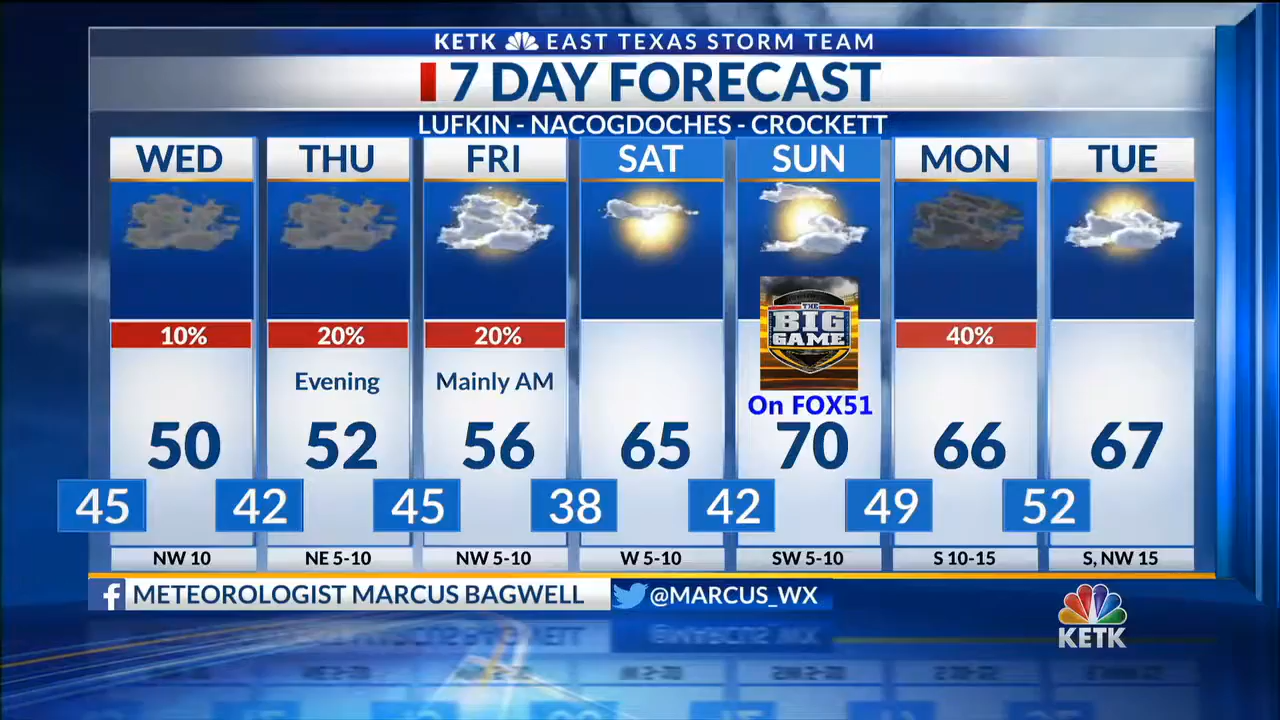 KETK EAST TEXAS STORM TEAM
7 DAY FORECAST
LUFKIN - NACOGDOCHES - CROCKETT
WED THU FRI SAT SUN MON TUE
10% 20% 20% 40%
THE
BIG
GAME
Evening Mainly AM
On FOX51
50 52 56 65 70 66 67
45 42 45 38 42 49 52
NW 10 NE 5-10 NW 5-10 W 5-10 SW 5-10 S 10-15 S, NW 15
f METEOROLOGIST MARCUS BAGWELL @MARCUS_WX
KETK